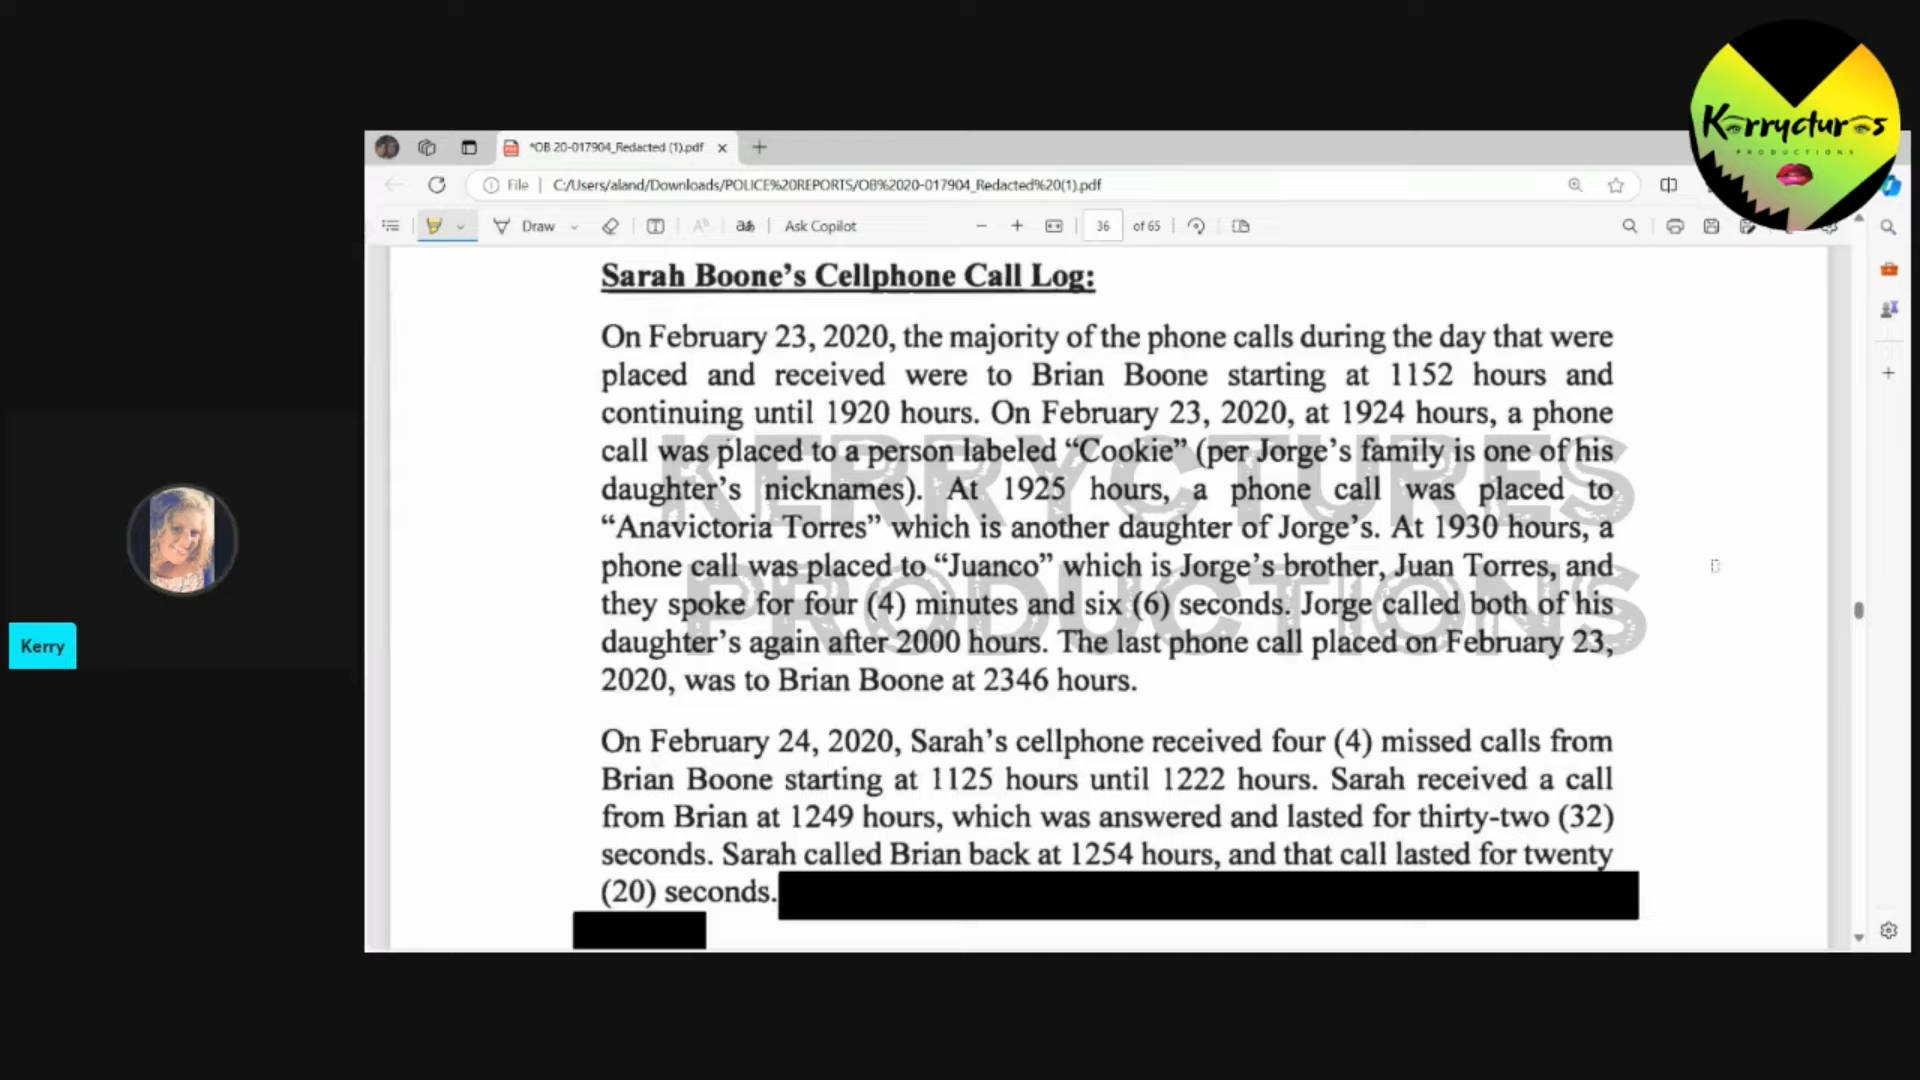 Kerryctures
PRODUCTIONS
*OB 20-017904_Redacted (1).pdf
File
C:/Users/aland/Downloads/POLICE%20REPORTS/OB%2020-017904_Redacted%20(1).pdf
Draw
Ask Copilot
36 of 65
Sarah Boone's Cellphone Call Log:
On February 23, 2020, the majority of the phone calls during the day that were
placed and received were to Brian Boone starting at 1152 hours and
continuing until 1920 hours. On February 23, 2020, at 1924 hours, a phone
call was placed to a person labeled "Cookie" (per Jorge's family is one of his
daughter's nicknames). At 1925 hours, a phone call was placed to
"Anavictoria Torres" which is another daughter of Jorge's. At 1930 hours, a
phone call was placed to "Juanco" which is Jorge's brother, Juan Torres, and
they spoke for four (4) minutes and six (6) seconds. Jorge called both of his
daughter's again after 2000 hours. The last phone call placed on February 23,
2020, was to Brian Boone at 2346 hours.
On February 24, 2020, Sarah's cellphone received four (4) missed calls from
Brian Boone starting at 1125 hours until 1222 hours. Sarah received a call
from Brian at 1249 hours, which was answered and lasted for thirty-two (32)
seconds. Sarah called Brian back at 1254 hours, and that call lasted for twenty
(20) seconds.
KERRYCTURES
PRODUCTIONS
Kerry